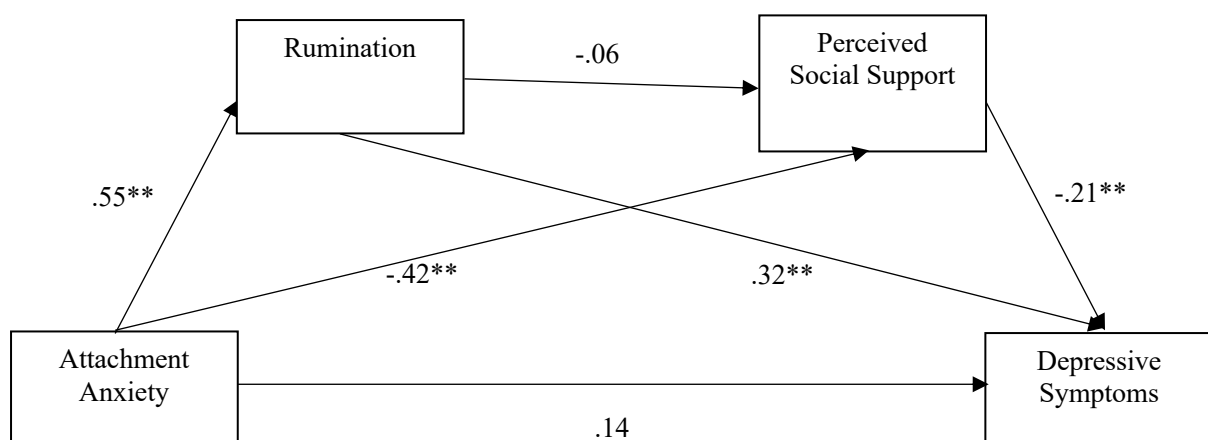 Rumination
-.06
Perceived
Social Support
.55**
-.21**
-.42**
.32**
Attachment
Anxiety
Depressive
Symptoms
.14